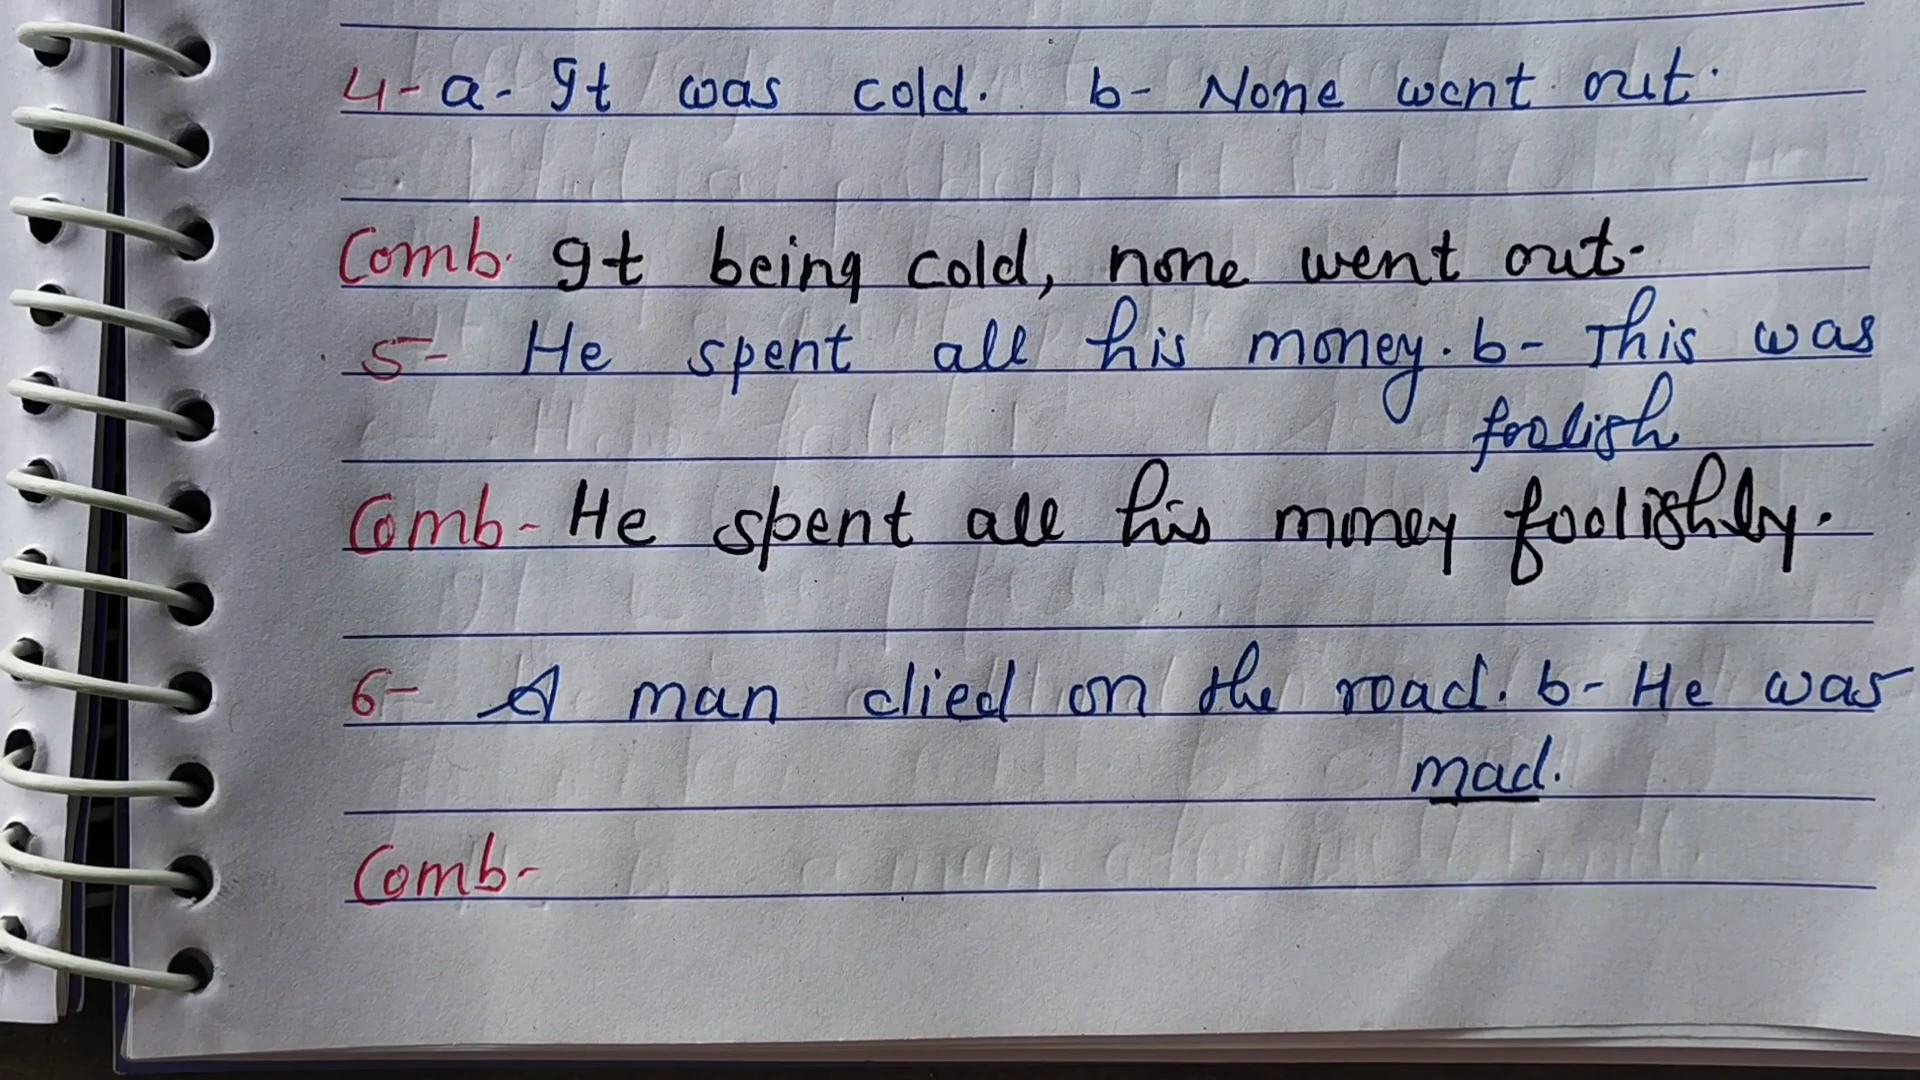 4- a- It was cold. b- None went out.
Comb. It being cold, none went out.
5- He spent all his money. b- This was
foolish
Comb- He spent all his money foolishly.
6- A man died on the road. b- He was
mad.
Comb-